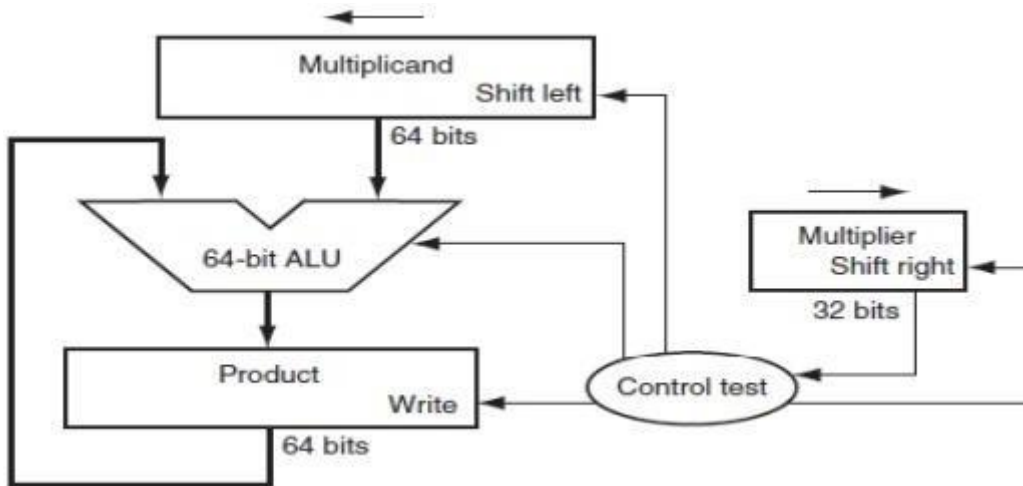 Multiplicand
Shift left
64 bits
64-bit ALU
Multiplier
Shift right
32 bits
Product
Write
Control test
64 bits